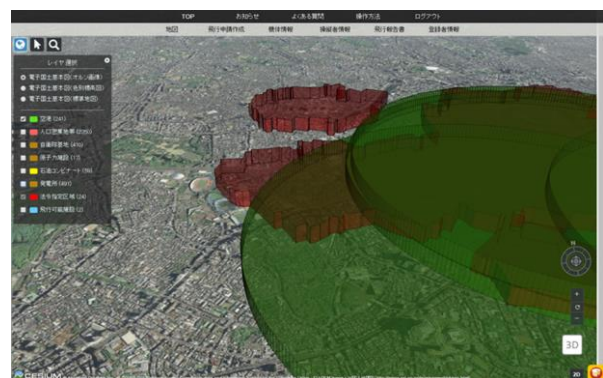 TOP お知らせ よくある質問 操作方法 ログアウト
地図 飛行申請作成 機体情報 操縦者情報 飛行報告書 登録者情報
レイヤ選択
電子国土基本図(オルソ画像)
電子国土基本図(色別標高図)
電子国土基本図(標準地図)
空港 (241)
人口密集地帯
自衛隊基地
原子力施設 (17)
石油コンビナート
発電所
法令指定区域 (24)
飛行可能施設 (2)
N
+
-
3D
CESIUM
2D